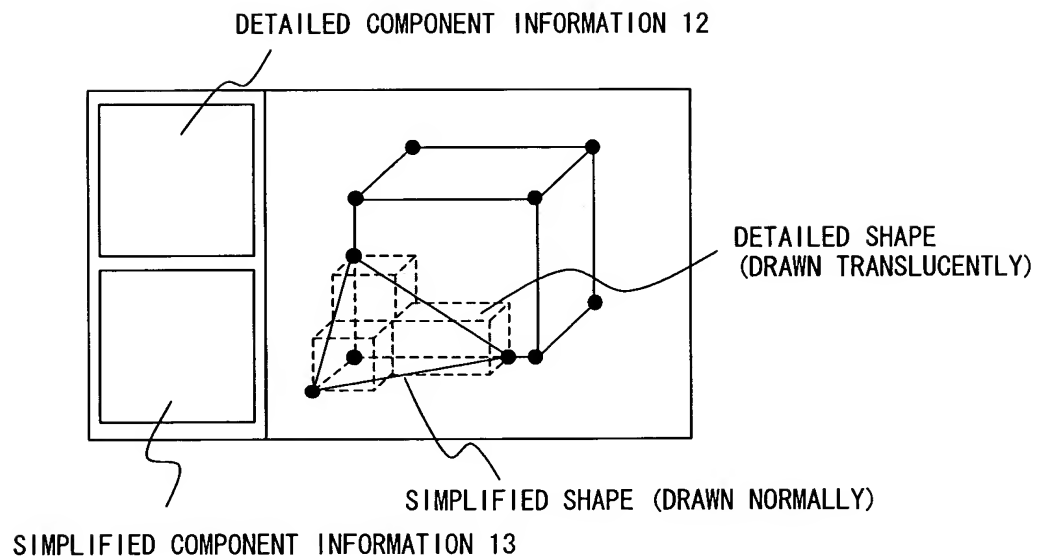 DETAILED COMPONENT INFORMATION 12
DETAILED SHAPE
(DRAWN TRANSLUCENTLY)
SIMPLIFIED SHAPE (DRAWN NORMALLY)
SIMPLIFIED COMPONENT INFORMATION 13